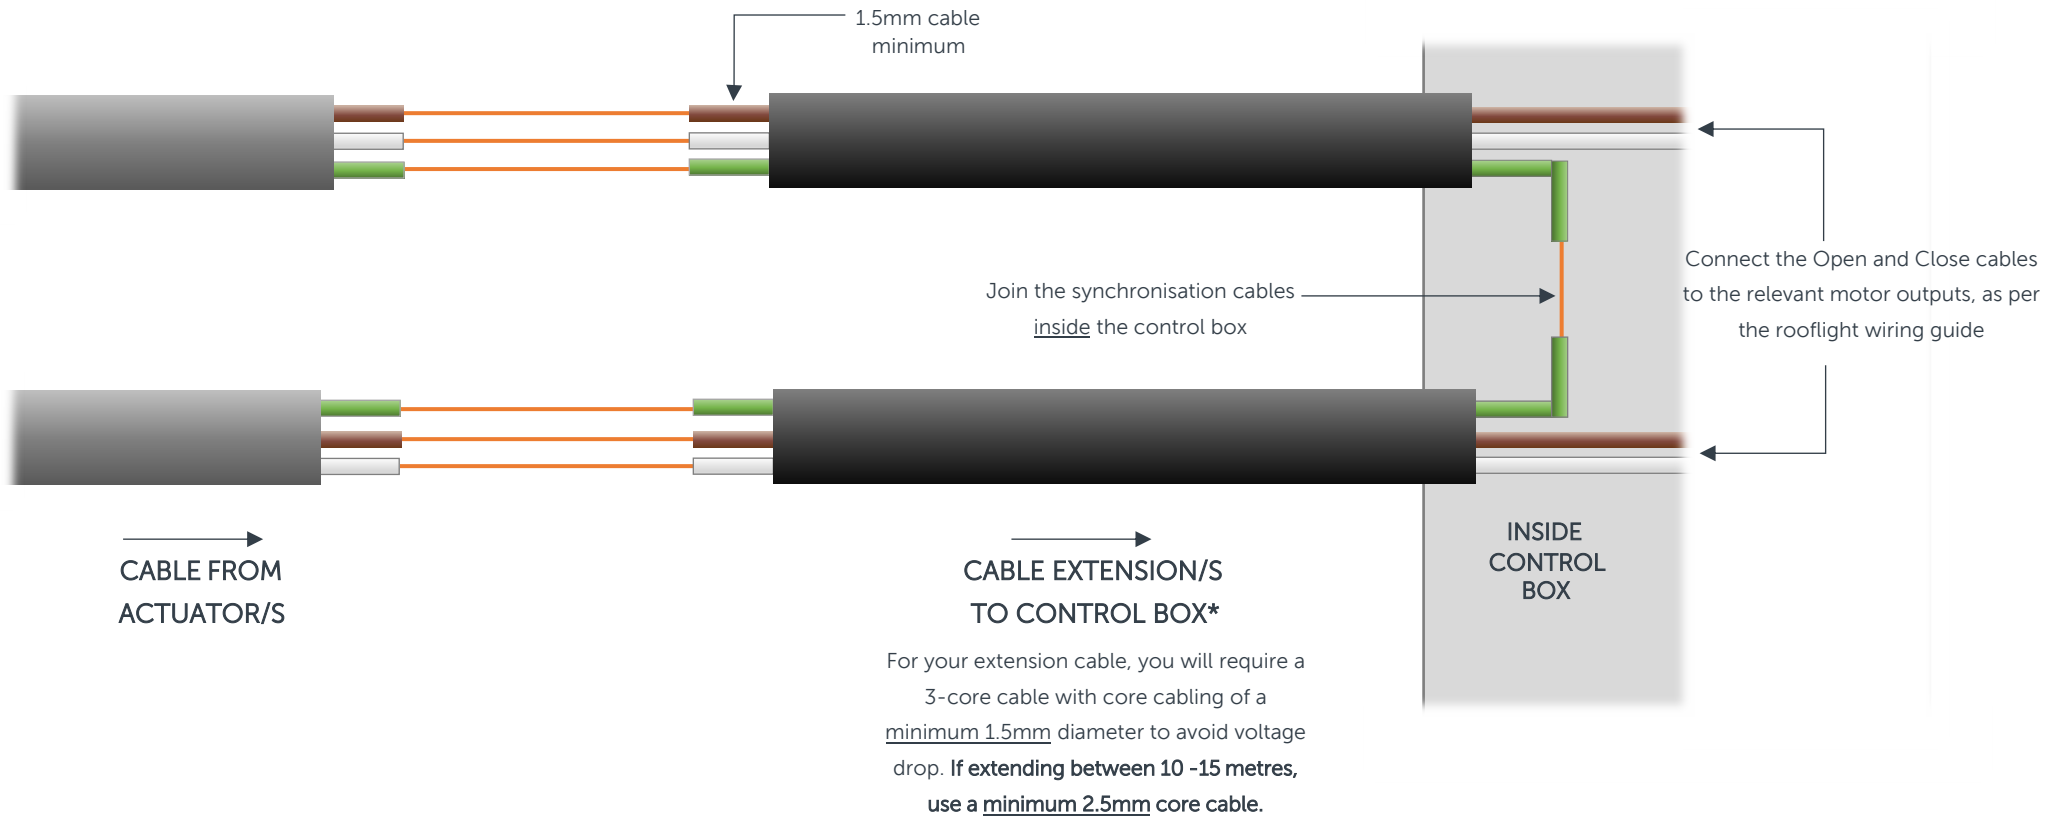 1.5mm cable
minimum
Connect the Open and Close cables
to the relevant motor outputs, as per
the rooflight wiring guide
Join the synchronisation cables
inside the control box
CABLE FROM
ACTUATOR/S
CABLE EXTENSION/S
TO CONTROL BOX*
For your extension cable, you will require a
3-core cable with core cabling of a
minimum 1.5mm diameter to avoid voltage
drop. If extending between 10 -15 metres,
use a minimum 2.5mm core cable.
INSIDE
CONTROL
BOX